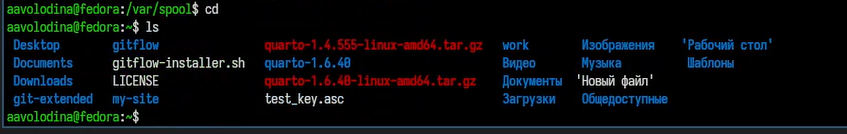 aavolodina@fedora:/var/spool$ cd
aavolodina@fedora:~$ ls
Desktop gitflow quarto-1.4.555-linux-amd64.tar.gz work Изображения 'Рабочий стол'
Documents gitflow-installer.sh quarto-1.6.40 Видео Музыка Шаблоны
Downloads LICENSE quarto-1.6.40-linux-amd64.tar.gz Документы 'Новый файл'
git-extended my-site test_key.asc Загрузки Общедоступные
aavolodina@fedora:~$